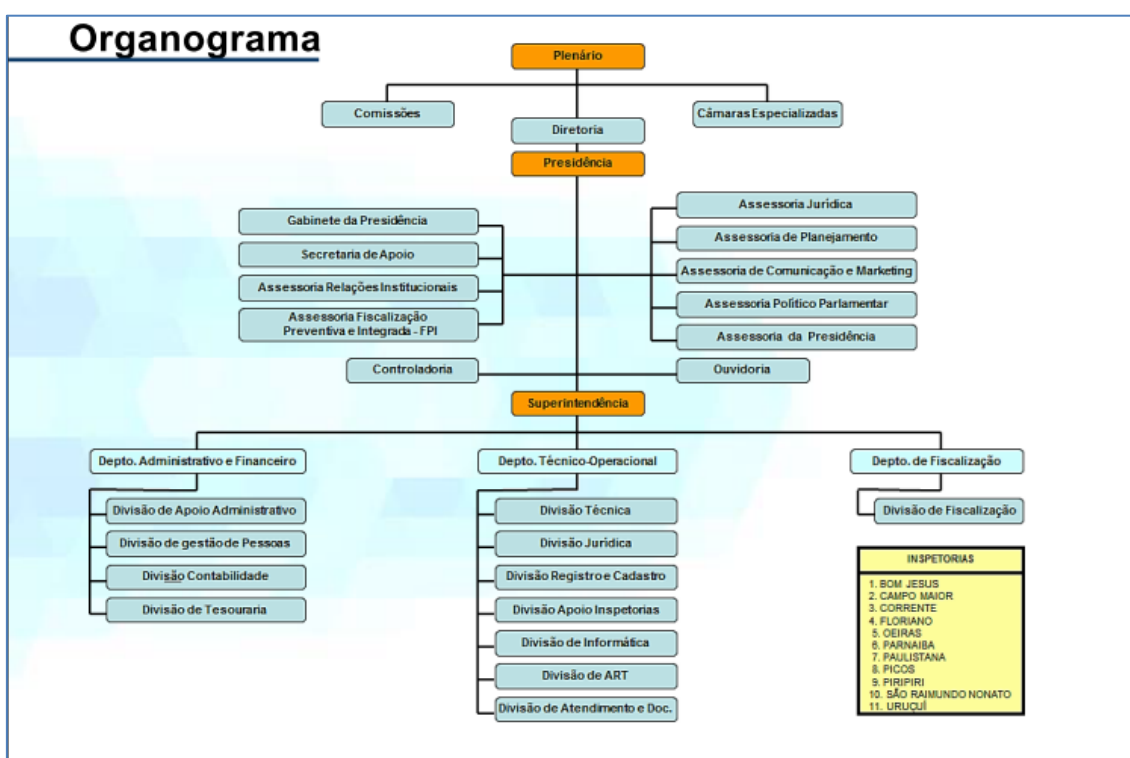 Organograma
Plenário
Comissões
Câmaras Especializadas
Diretoria
Presidência
Gabinete da Presidência
Secretaria de Apoio
Assessoria Relações Institucionais
Assessoria Fiscalização
Preventiva e Integrada - FPI
Assessoria Jurídica
Assessoria de Planejamento
Assessoria de Comunicação e Marketing
Assessoria Político Parlamentar
Assessoria da Presidência
Controladoria
Ouvidoria
Superintendência
Depto. Administrativo e Financeiro
Divisão de Apoio Administrativo
Divisão de gestão de Pessoas
Divisão Contabilidade
Divisão de Tesouraria
Depto. Técnico-Operacional
Divisão Técnica
Divisão Jurídica
Divisão Registro e Cadastro
Divisão Apoio Inspetorias
Divisão de Informática
Divisão de ART
Divisão de Atendimento e Doc.
Depto. de Fiscalização
Divisão de Fiscalização
INSPETORIAS
1. BOM JESUS
2. CAMPO MAIOR
3. CORRENTE
4. FLORIANO
5. OEIRAS
6. PARNAIBA
7. PAULISTANA
8. PICOS
9. PIRIPIRI
10. SÃO RAIMUNDO NONATO
11. URUÇUÍ